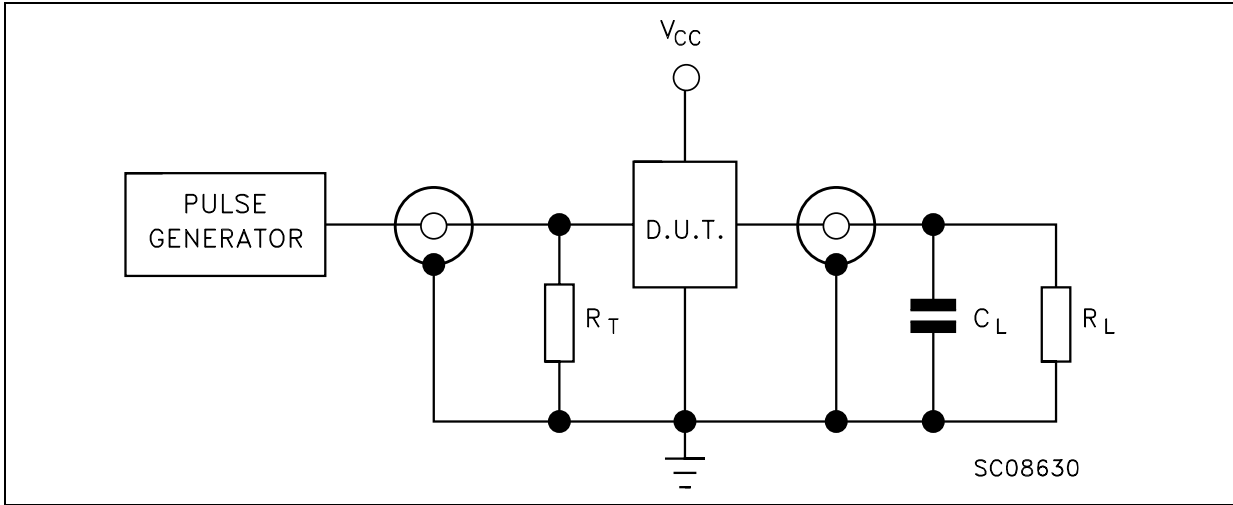 VCC
PULSE
GENERATOR
D.U.T.
RT
CL
RL
SC08630